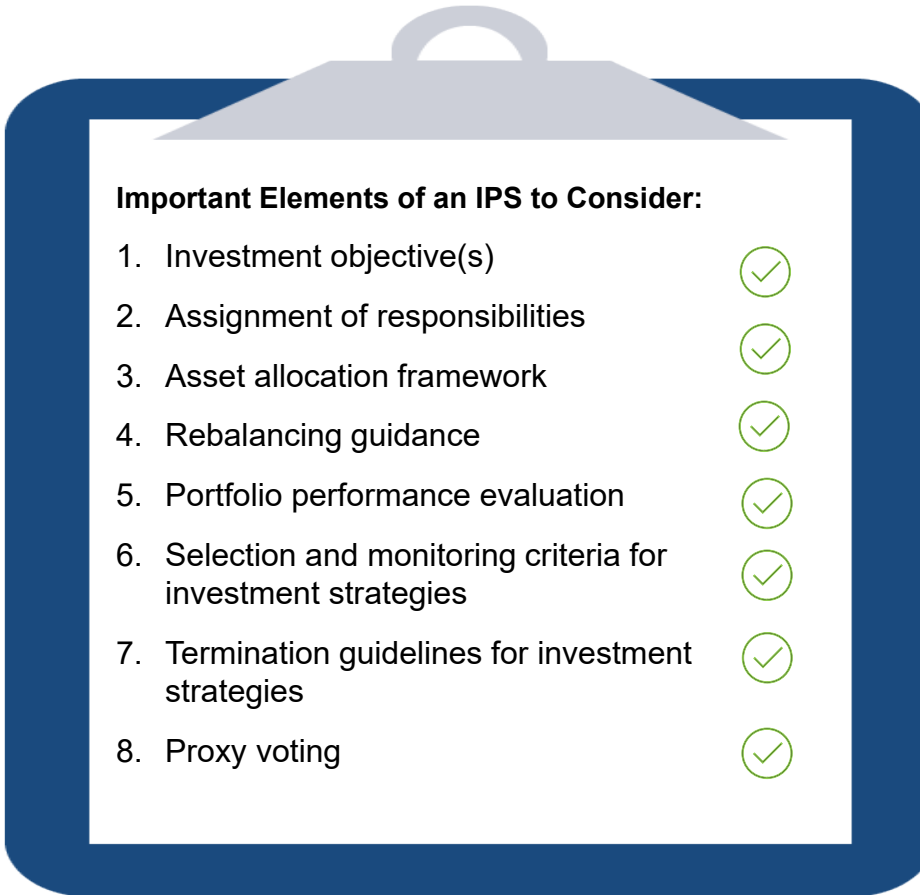 Important Elements of an IPS to Consider:
1. Investment objective(s)
2. Assignment of responsibilities
3. Asset allocation framework
4. Rebalancing guidance
5. Portfolio performance evaluation
6. Selection and monitoring criteria for
investment strategies
7. Termination guidelines for investment
strategies
8. Proxy voting